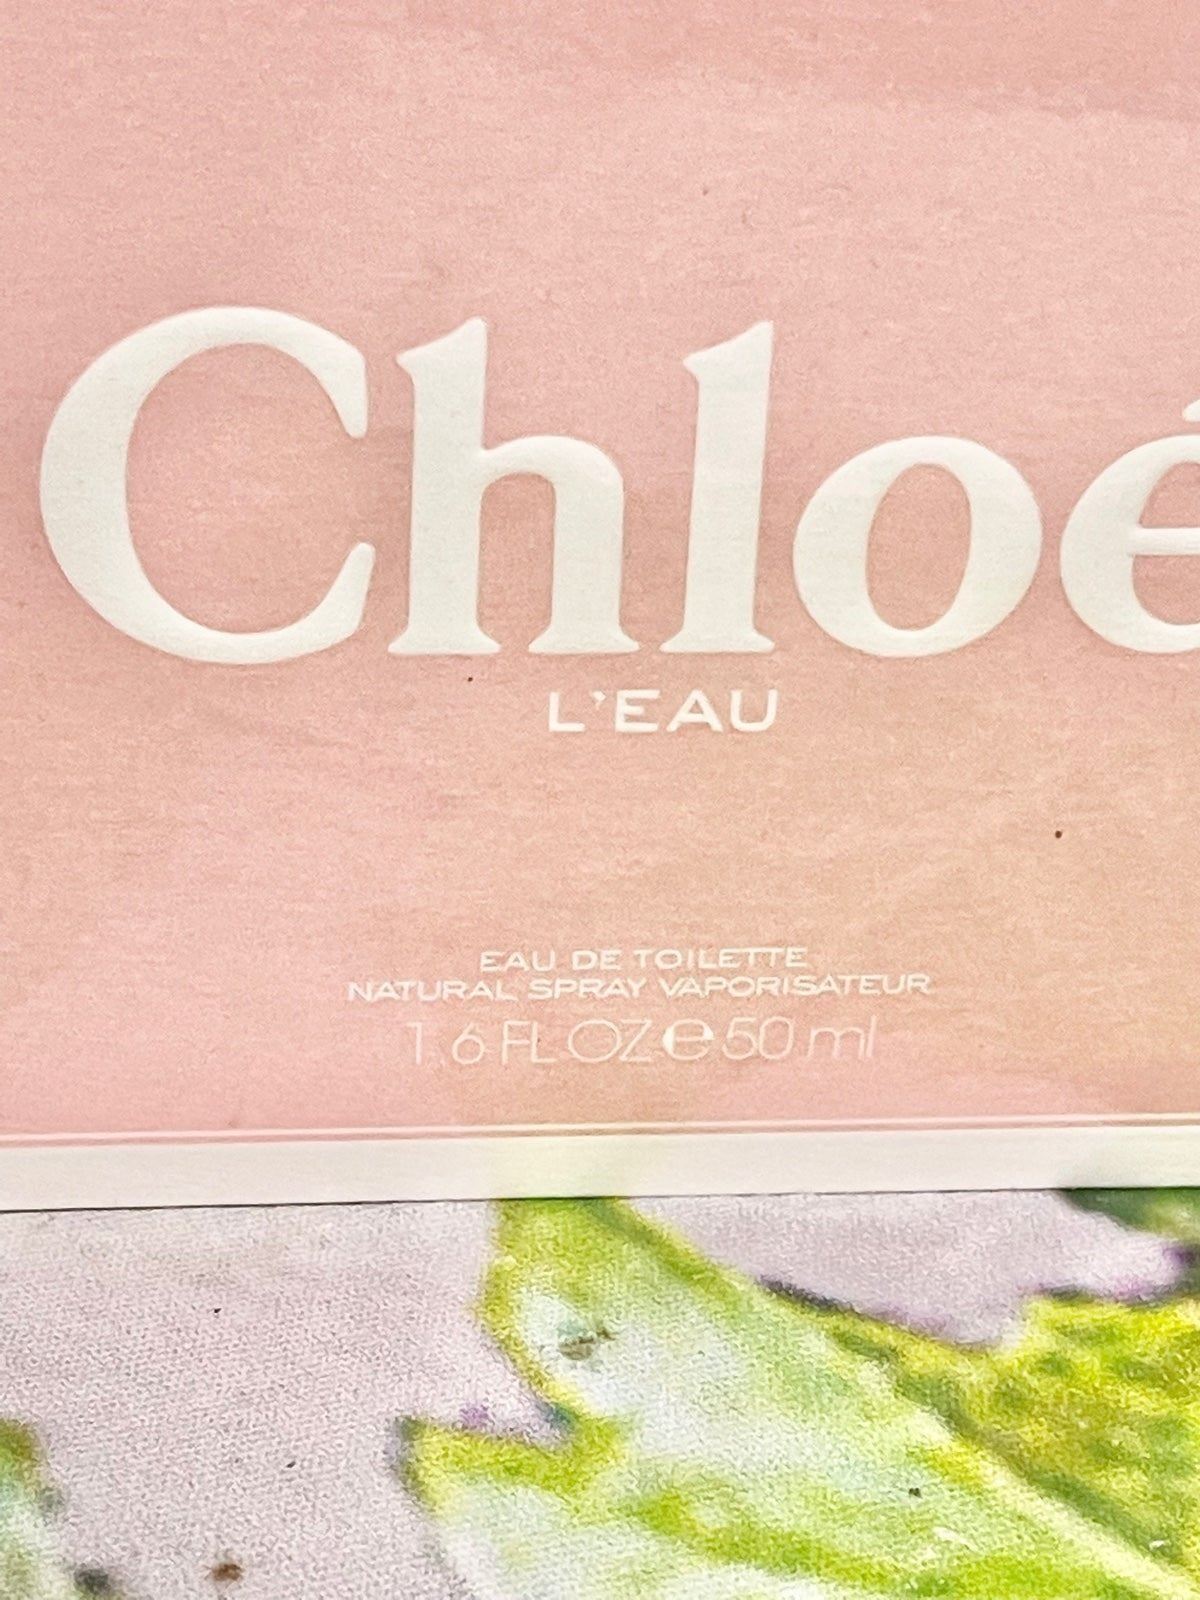 Chloé
L'EAU
EAU DE TOILETTE
NATURAL SPRAY VAPORISATEUR
1.6 FL OZ e 50 ml